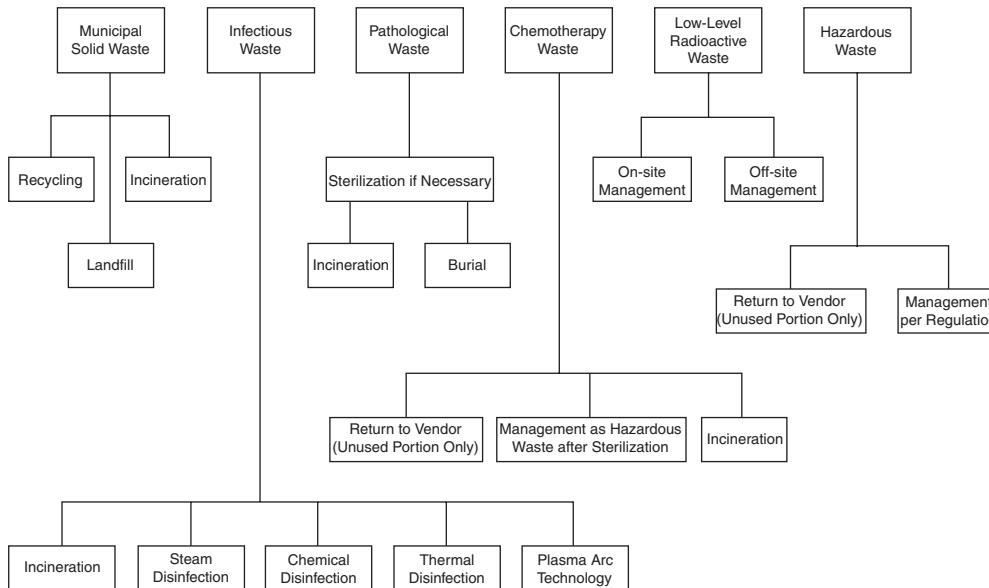 Municipal
Solid Waste
Infectious
Waste
Pathological
Waste
Chemotherapy
Waste
Low-Level
Radioactive
Waste
Hazardous
Waste
Recycling
Incineration
Landfill
Sterilization if Necessary
Incineration
Burial
On-site
Management
Off-site
Management
Return to Vendor
(Unused Portion Only)
Management
per Regulation
Return to Vendor
(Unused Portion Only)
Management as Hazardous
Waste after Sterilization
Incineration
Incineration
Steam
Disinfection
Chemical
Disinfection
Thermal
Disinfection
Plasma Arc
Technology